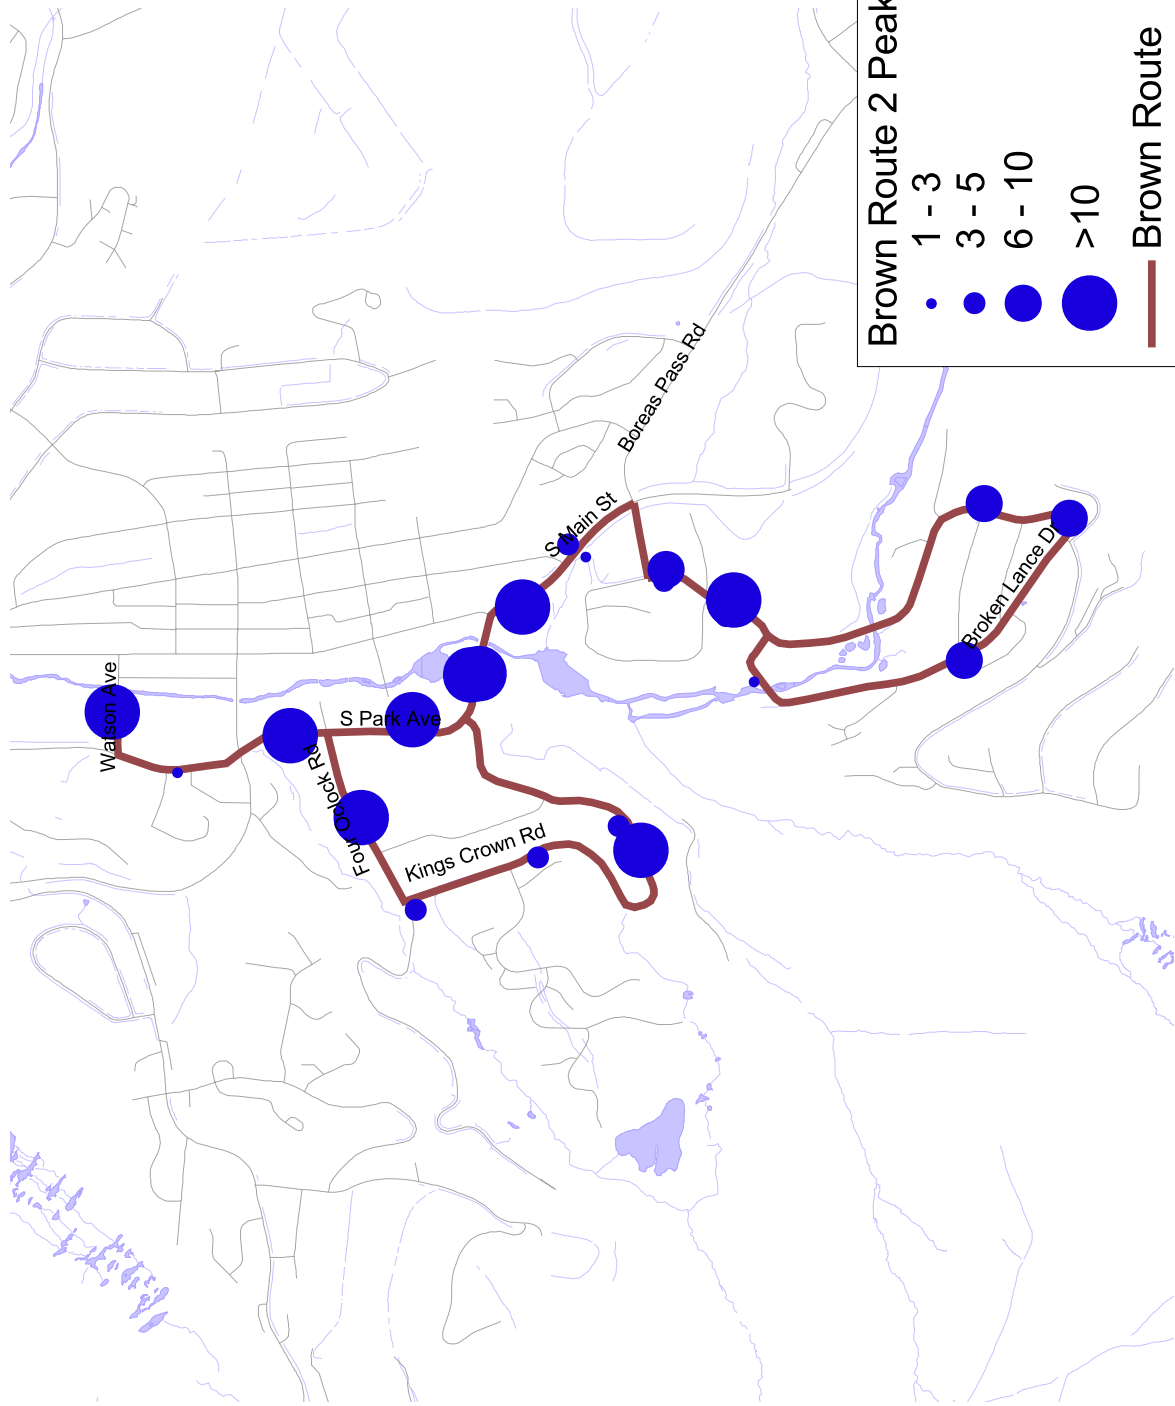 Brown Route 2 Peak
1 - 3
3 - 5
6 - 10
>10
Brown Route
Boreas Pass Rd
S Main St
Broken Lance Dr
Watson Ave
S Park Ave
Four Oclock Rd
Kings Crown Rd